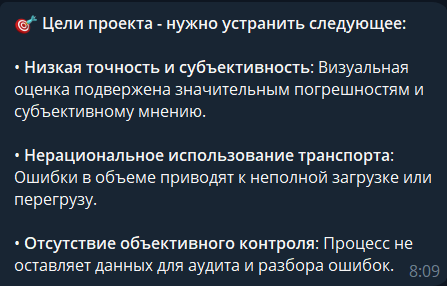 🎯 Цели проекта - нужно устранить следующее:
• Низкая точность и субъективность: Визуальная
оценка подвержена значительным погрешностям и
субъективному мнению.
• Нерациональное использование транспорта:
Ошибки в объеме приводят к неполной загрузке или
перегрузу.
• Отсутствие объективного контроля: Процесс не
оставляет данных для аудита и разбора ошибок.
8:09